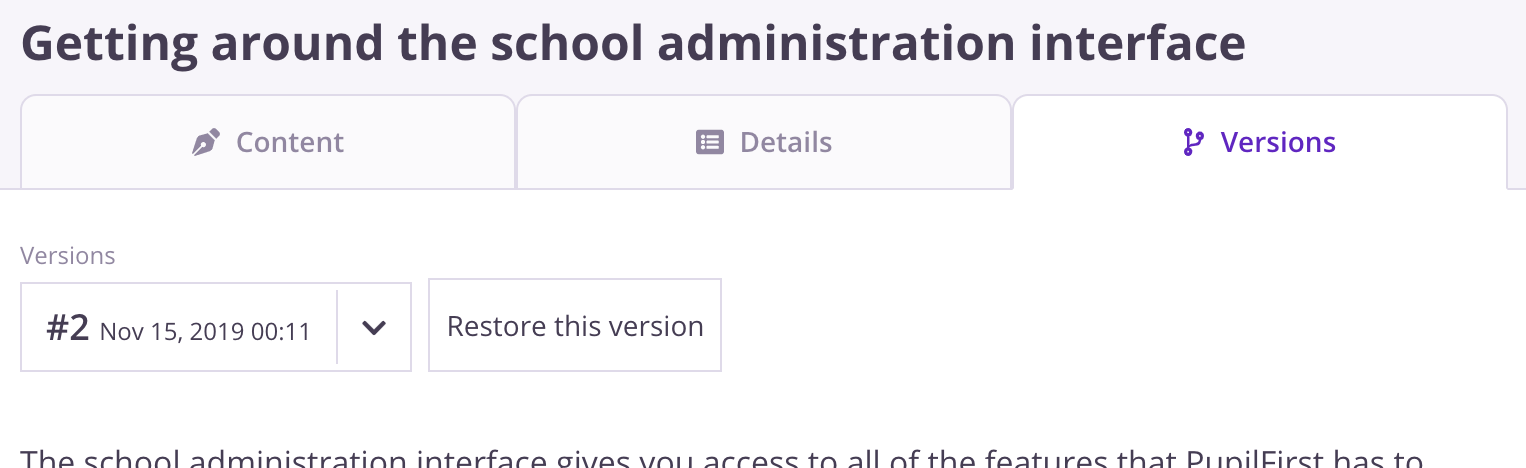 Getting around the school administration interface
Content
Details
Versions
Versions
#2 Nov 15, 2019 00:11
Restore this version
The school administration interface gives you access to all of the features that PupilFirst has to